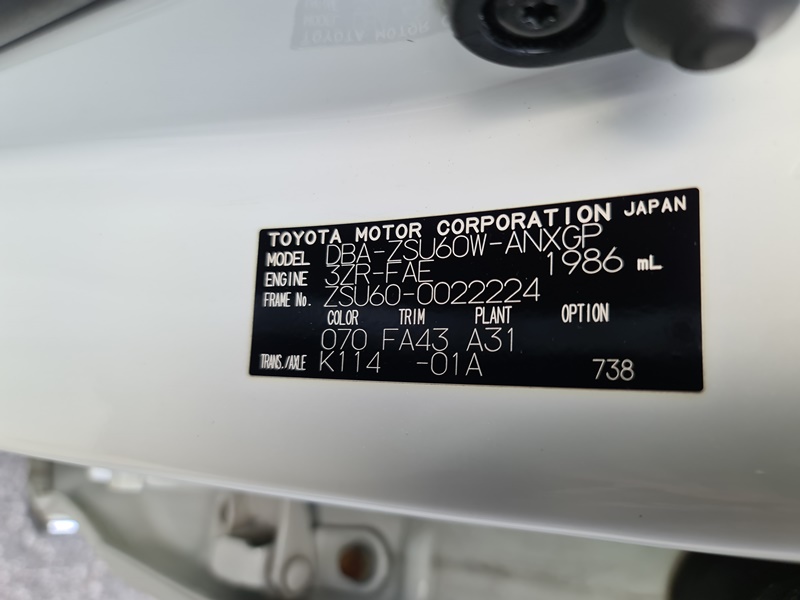 TOYOTA MOTOR CORPORATION JAPAN
MODEL DBA-ZSU60W-ANXGP
ENGINE 3ZR-FAE 1986 mL
FRAME No. ZSU60-0022224
COLOR TRIM PLANT OPTION
070 FA43 A31
TRANS./AXLE K114 -01A 738